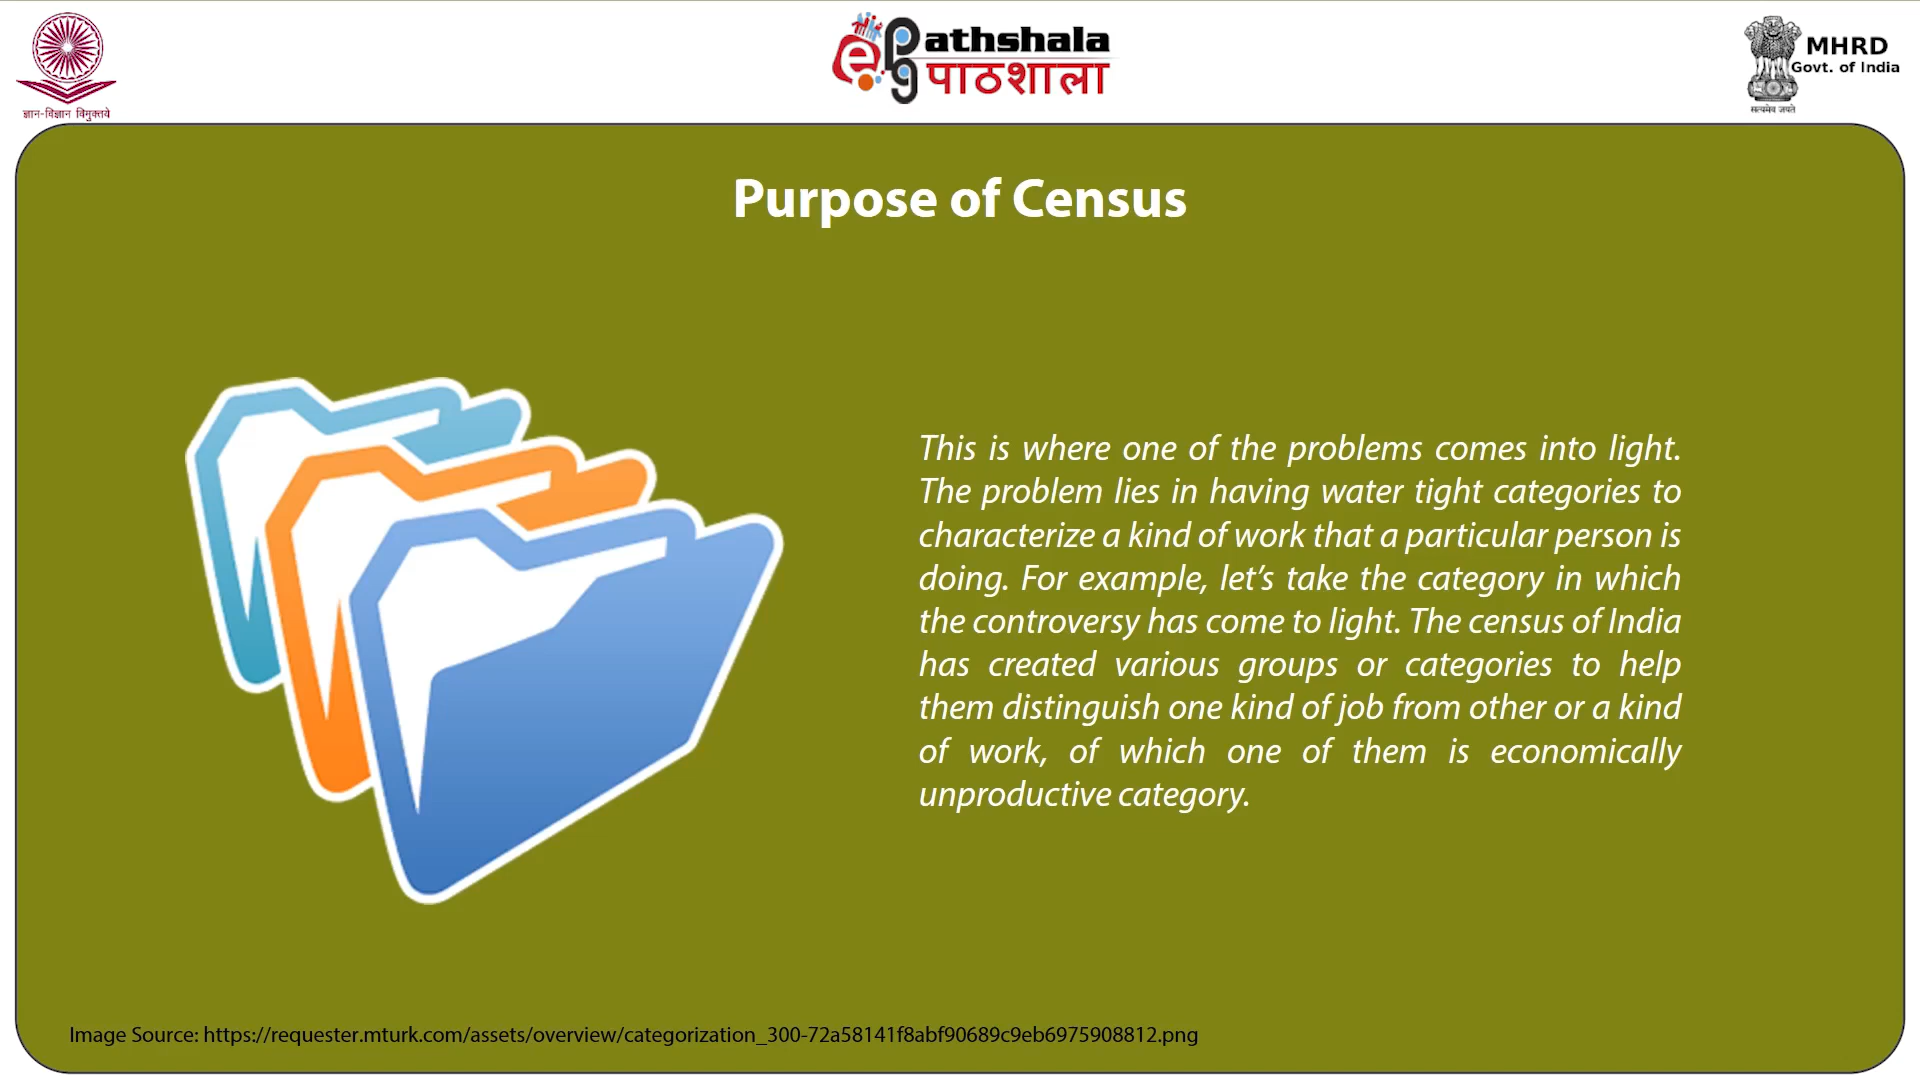 ज्ञान-विज्ञान विमुक्तये
ePG Pathshala
पाठशाला
MHRD
Govt. of India
सत्यमेव जयते
Purpose of Census
This is where one of the problems comes into light.
The problem lies in having water tight categories to
characterize a kind of work that a particular person is
doing. For example, let's take the category in which
the controversy has come to light. The census of India
has created various groups or categories to help
them distinguish one kind of job from other or a kind
of work, of which one of them is economically
unproductive category.
Image Source: https://requester.mturk.com/assets/overview/categorization_300-72a58141f8abf90689c9eb6975908812.png